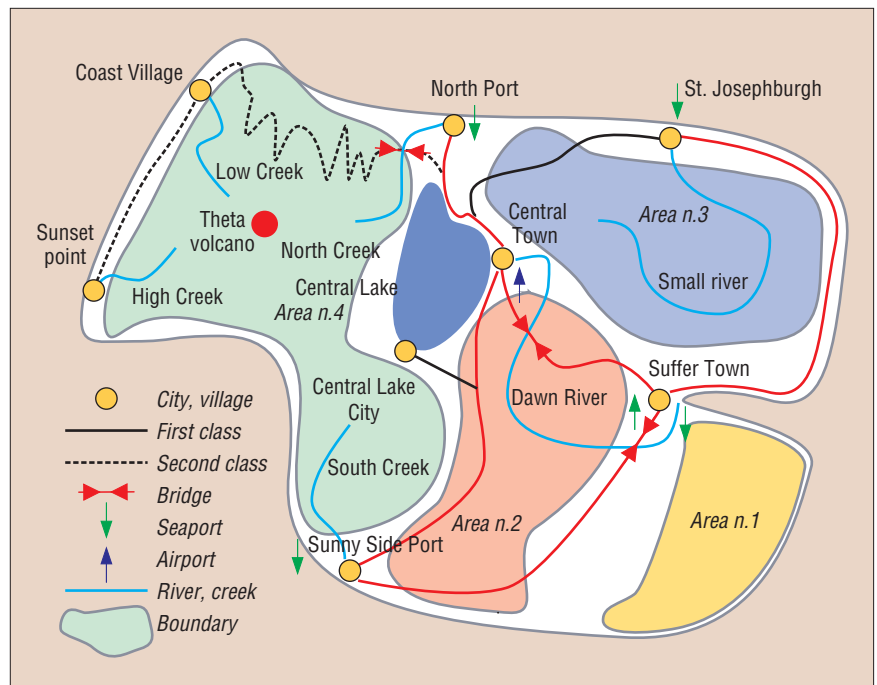 Coast Village
North Port
St. Josephburgh
Low Creek
Area n.3
Theta
volcano
Central
Town
Sunset
point
North Creek
Small river
High Creek
Central Lake
Area n.4
Suffer Town
Central Lake
City
Dawn River
City, village
First class
Second class
South Creek
Bridge
Seaport
Area n.2
Area n.1
Sunny Side Port
Airport
River, creek
Boundary